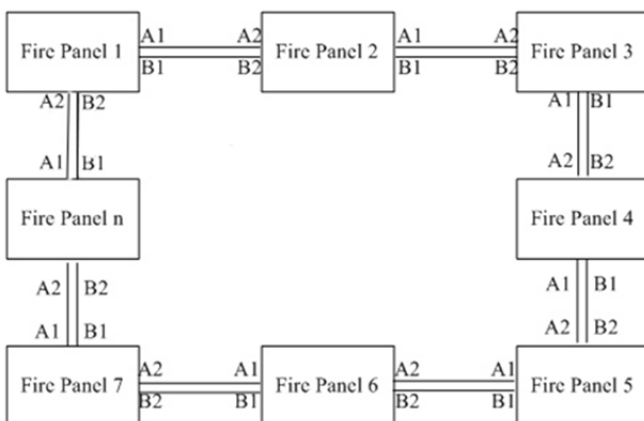 Fire Panel 1
A1 A2
B1 B2
Fire Panel 2
A1 A2
B1 B2
Fire Panel 3
A2 B2
A1 B1
A1 B1
A2 B2
Fire Panel n
Fire Panel 4
A2 B2
A1 B1
A1 B1
A2 B2
Fire Panel 7
A2 A1
B2 B1
Fire Panel 6
A2 A1
B2 B1
Fire Panel 5